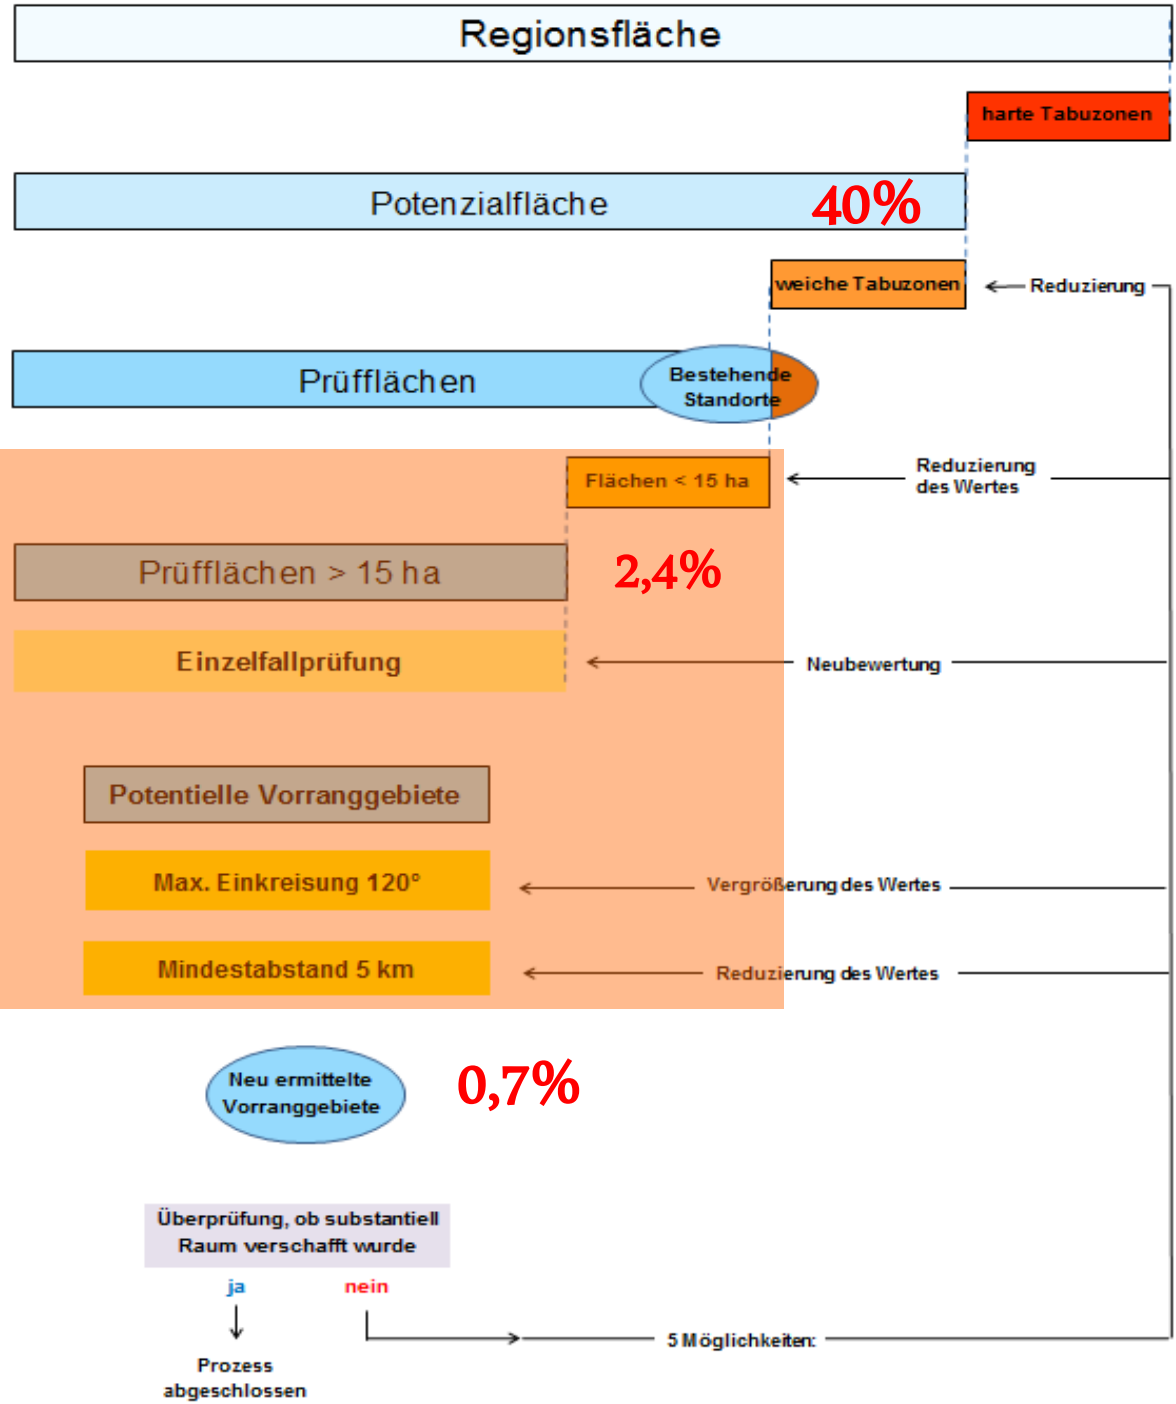 Regionsfläche
harte Tabuzonen
Potenzialfläche
40%
weiche Tabuzonen
Reduzierung
Prüfflächen
Bestehende
Standorte
Flächen < 15 ha
Reduzierung
des Wertes
Prüfflächen > 15 ha
2,4%
Einzelfallprüfung
Neubewertung
Potentielle Vorranggebiete
Max. Einkreisung 120°
Vergrößerung des Wertes
Mindestabstand 5 km
Reduzierung des Wertes
Neu ermittelte
Vorranggebiete
0,7%
Überprüfung, ob substantiell
Raum verschafft wurde
ja
nein
5 Möglichkeiten:
Prozess
abgeschlossen